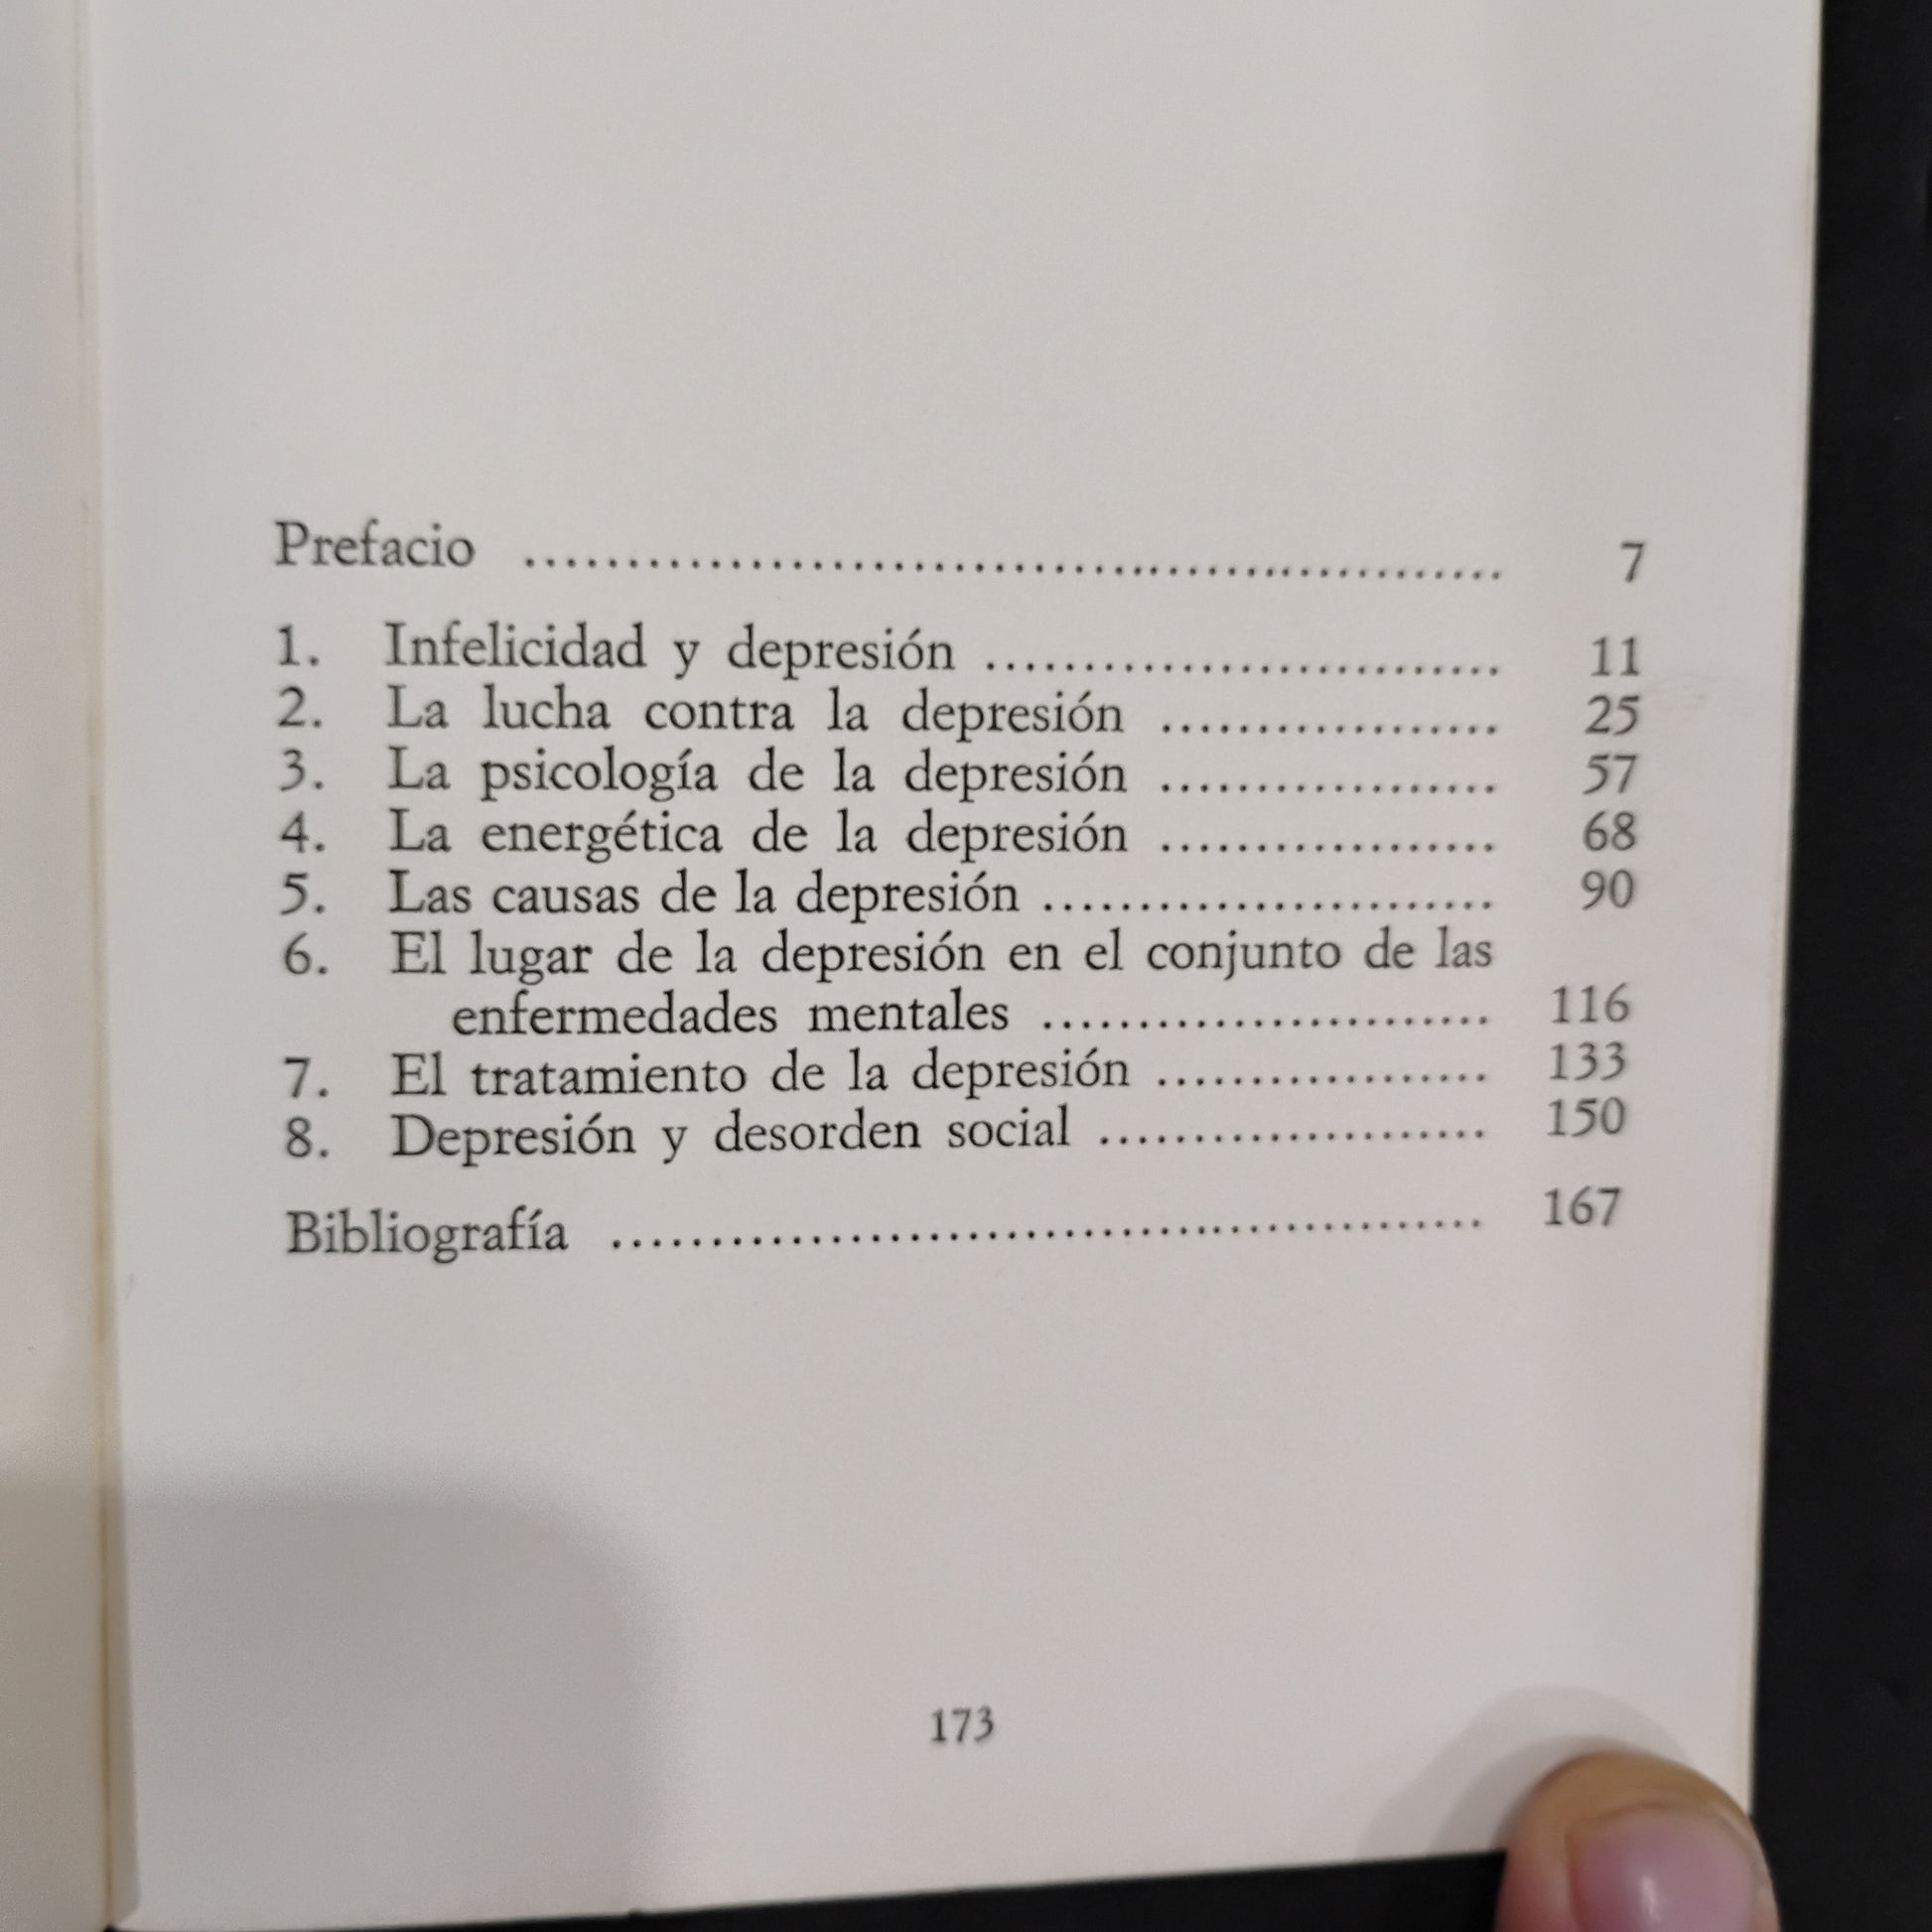 Prefacio ................................................ 7
1. Infelicidad y depresión ........................... 11
2. La lucha contra la depresión .................. 25
3. La psicología de la depresión .................. 57
4. La energética de la depresión .................. 68
5. Las causas de la depresión ........................ 90
6. El lugar de la depresión en el conjunto de las
enfermedades mentales ........................ 116
7. El tratamiento de la depresión .................. 133
8. Depresión y desorden social ..................... 150
Bibliografía ............................................. 167
173